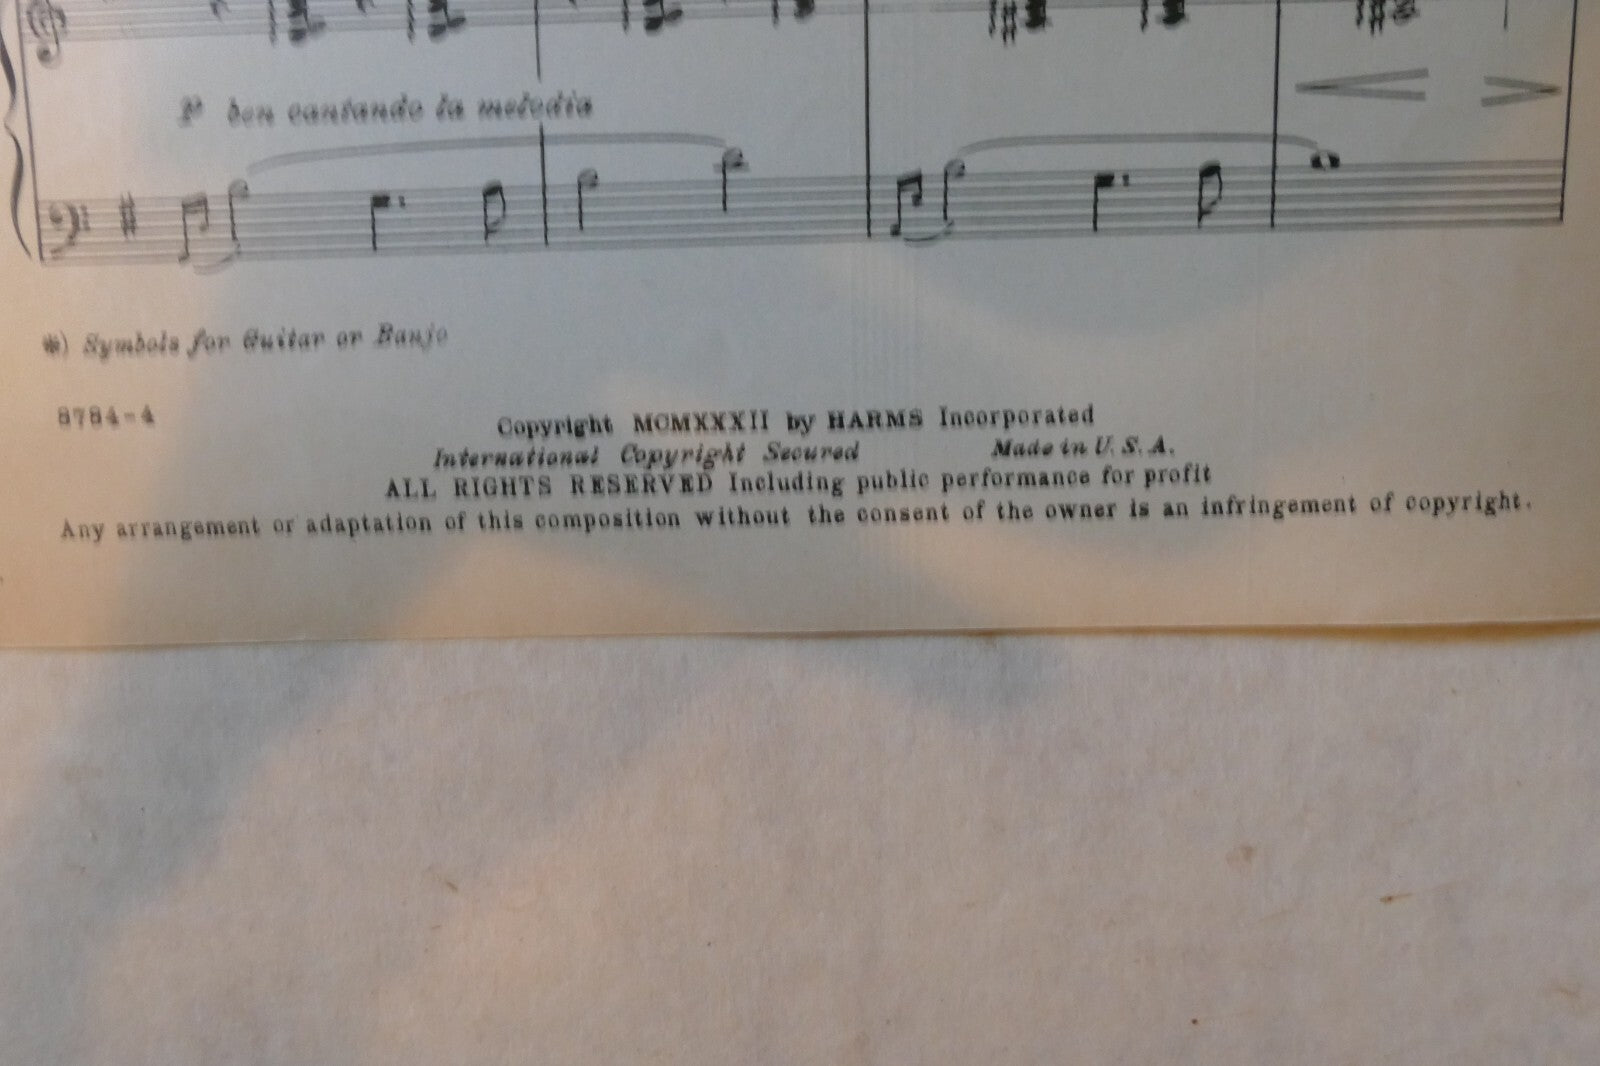 P ben cantando la melodia
*) Symbols for Guitar or Banjo
8784-4
Copyright MCMXXXII by HARMS Incorporated
International Copyright Secured Made in U. S. A.
ALL RIGHTS RESERVED Including public performance for profit
Any arrangement or adaptation of this composition without the consent of the owner is an infringement of copyright.